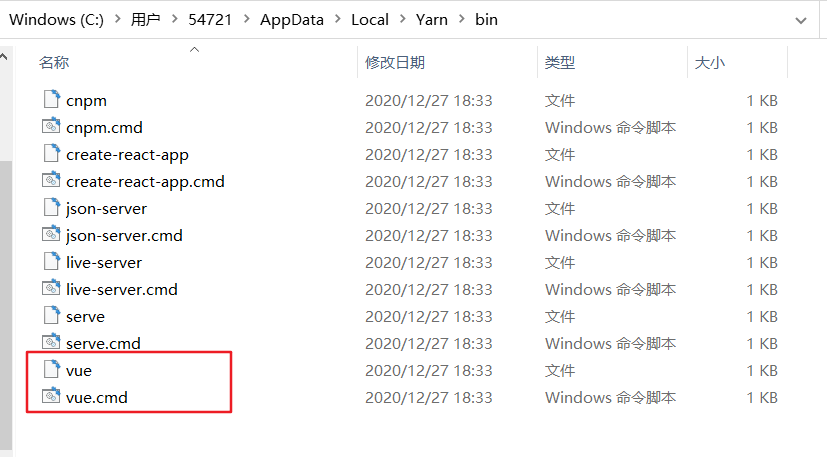 Windows (C:) > 用户 > 54721 > AppData > Local > Yarn > bin
名称 修改日期 类型 大小
cnpm 2020/12/27 18:33 文件 1 KB
cnpm.cmd 2020/12/27 18:33 Windows 命令脚本 1 KB
create-react-app 2020/12/27 18:33 文件 1 KB
create-react-app.cmd 2020/12/27 18:33 Windows 命令脚本 1 KB
json-server 2020/12/27 18:33 文件 1 KB
json-server.cmd 2020/12/27 18:33 Windows 命令脚本 1 KB
live-server 2020/12/27 18:33 文件 1 KB
live-server.cmd 2020/12/27 18:33 Windows 命令脚本 1 KB
serve 2020/12/27 18:33 文件 1 KB
serve.cmd 2020/12/27 18:33 Windows 命令脚本 1 KB
vue 2020/12/27 18:33 文件 1 KB
vue.cmd 2020/12/27 18:33 Windows 命令脚本 1 KB